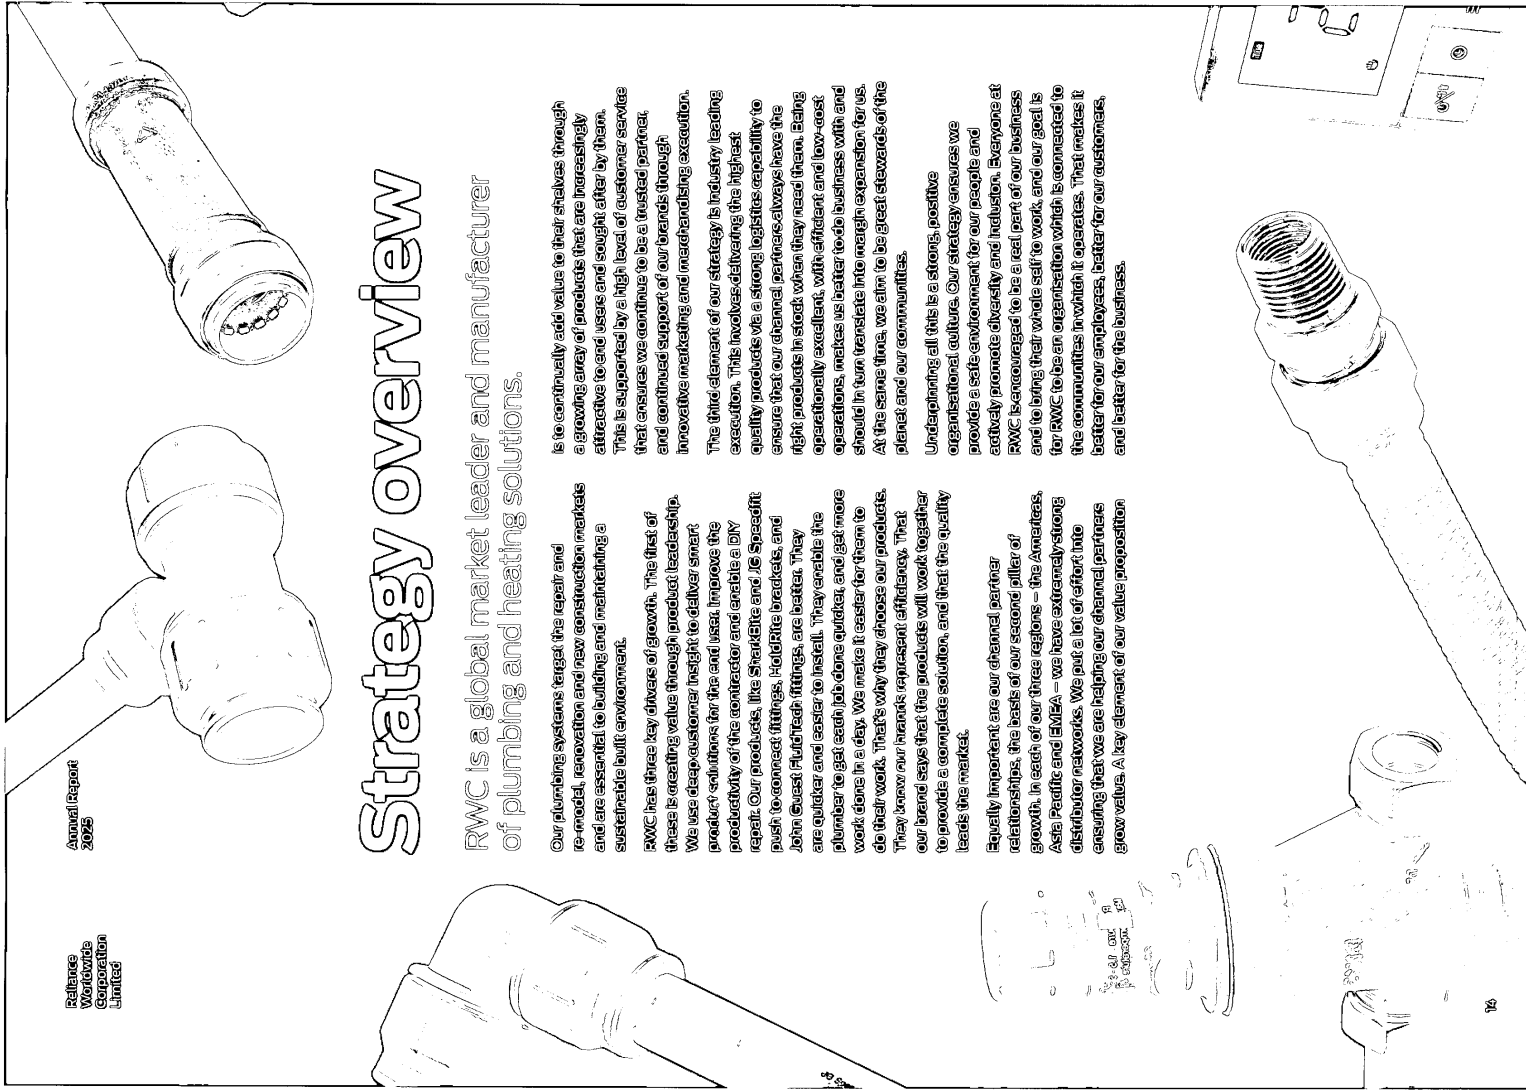 Reliance
Worldwide
Corporation
Limited
Annual Report
2025
Strategy overview
RWC is a global market leader and manufacturer
of plumbing and heating solutions.
Our plumbing systems target the repair and
re-model, renovation and new construction markets
and are essential to building and maintaining a
sustainable built environment.
RWC has three key drivers of growth. The first of
these is creating value through product leadership.
We use deep customer insight to deliver smart
product solutions for the end user, improve the
productivity of the contractor and enable a DIY
repair. Our products, like SharkBite and JG Speedfit
push to connect fittings, HoldRite brackets, and
John Guest FluidTech fittings, are better. They
are quicker and easier to install. They enable the
plumber to get each job done quicker, and get more
work done in a day. We make it easier for them to
do their work. That's why they choose our products.
They know our brands represent efficiency. That
our brand says that the products will work together
to provide a complete solution, and that the quality
leads the market.
Equally important are our channel partner
relationships, the basis of our second pillar of
growth. In each of our three regions – the Americas,
Asia Pacific and EMEA – we have extremely strong
distributor networks. We put a lot of effort into
ensuring that we are helping our channel partners
grow value. A key element of our value proposition
is to continually add value to their shelves through
a growing array of products that are increasingly
attractive to end users and sought after by them.
This is supported by a high level of customer service
that ensures we continue to be a trusted partner,
and continued support of our brands through
innovative marketing and merchandising execution.
The third element of our strategy is industry leading
execution. This involves delivering the highest
quality products via a strong logistics capability to
ensure that our channel partners always have the
right products in stock when they need them. Being
operationally excellent, with efficient and low-cost
operations, makes us better to do business with and
should in turn translate into margin expansion for us.
At the same time, we aim to be great stewards of the
planet and our communities.
Underpinning all this is a strong, positive
organisational culture. Our strategy ensures we
provide a safe environment for our people and
actively promote diversity and inclusion. Everyone at
RWC is encouraged to be a real part of our business
and to bring their whole self to work, and our goal is
for RWC to be an organisation which is connected to
the communities in which it operates. That makes it
better for our employees, better for our customers,
and better for the business.
14